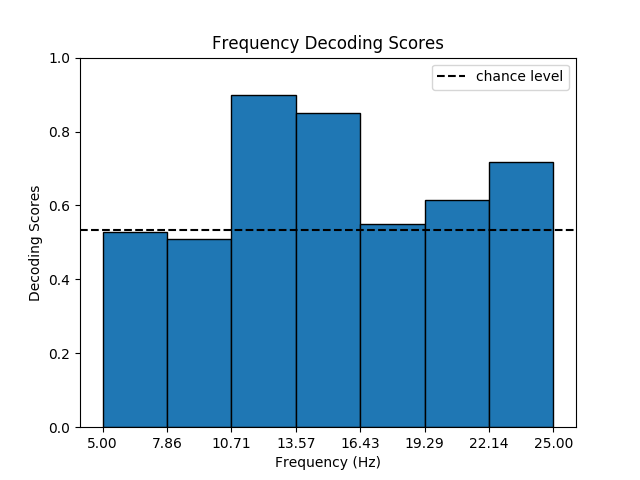 Frequency Decoding Scores
chance level
1.0
0.8
0.6
0.4
0.2
0.0
Decoding Scores
5.00 7.86 10.71 13.57 16.43 19.29 22.14 25.00
Frequency (Hz)